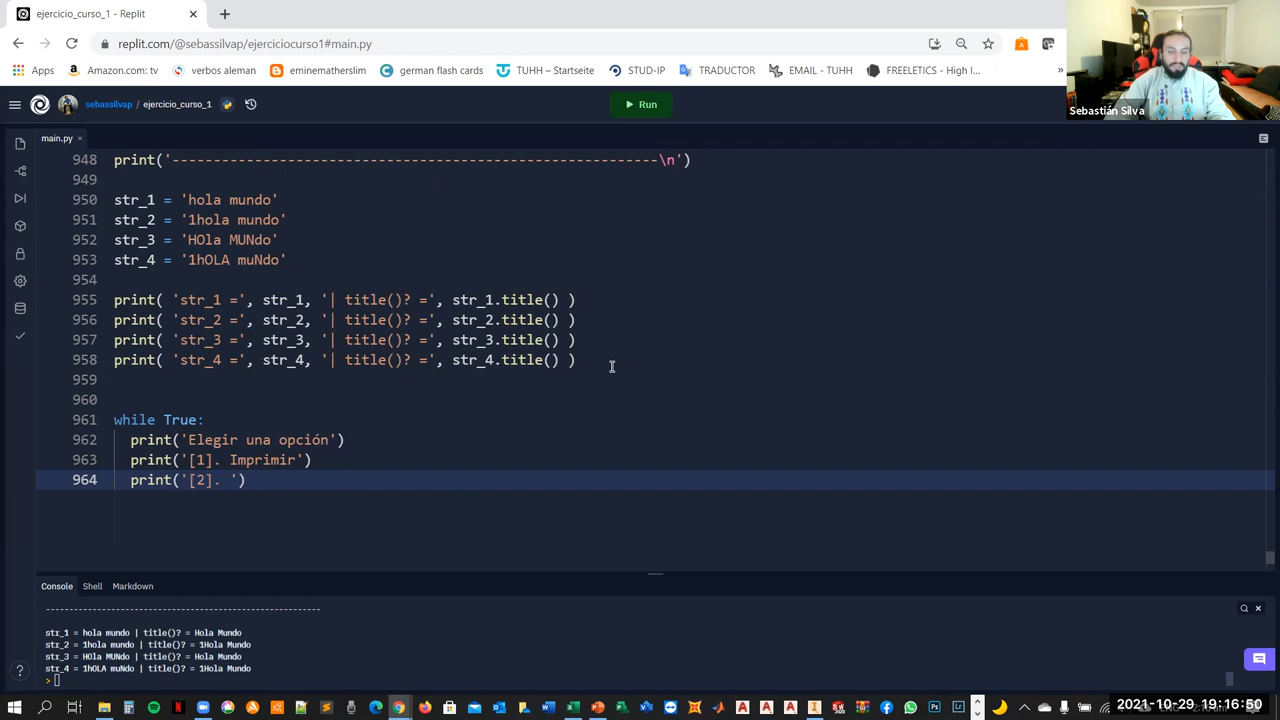 ejercicio_curso_1 - Replit
replit.com/@sebassilvap/ejerciciocurso1#main.py
Apps
Amazon.com: tv
verbos aleman
eminematherslim
german flash card
TUHH – Startseite
STUD-IP
TRADUCTOR
EMAIL - TUHH
FREELETICS - High I...
»
Sebastián Silva
sebassilvap / ejercicio_curso_1
Run
main.py
948 print('-----------------------------------------------------------\n')
949
950 str_1 = 'hola mundo'
951 str_2 = '1hola mundo'
952 str_3 = 'HOla MUNdo'
953 str_4 = '1hOLA muNdo'
954
955 print( 'str_1 =', str_1, '| title()? =', str_1.title() )
956 print( 'str_2 =', str_2, '| title()? =', str_2.title() )
957 print( 'str_3 =', str_3, '| title()? =', str_3.title() )
958 print( 'str_4 =', str_4, '| title()? =', str_4.title() )
959
960
961 while True:
962 print('Elegir una opción')
963 print('[1]. Imprimir')
964 print('[2]. ')
Console Shell Markdown
-----------------------------------------------------------
str_1 = hola mundo | title()? = Hola Mundo
str_2 = 1hola mundo | title()? = 1Hola Mundo
str_3 = HOla MUNdo | title()? = Hola Mundo
str_4 = 1hOLA muNdo | title()? = 1Hola Mundo
>
2021-10-29 19:16:50